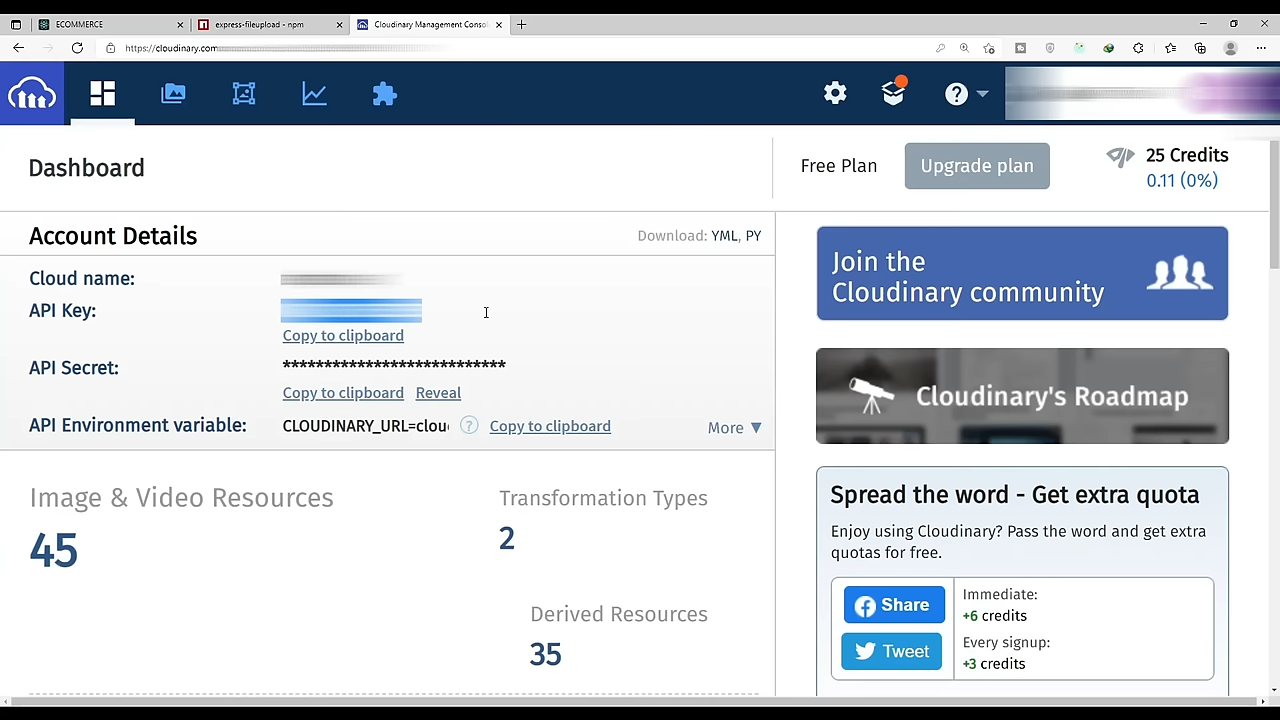 ECOMMERCE
express-fileupload - npm
Cloudinary Management Conso
https://cloudinary.com
Dashboard
Free Plan
Upgrade plan
25 Credits
0.11 (0%)
Account Details
Download: YML, PY
Cloud name:
API Key:
Copy to clipboard
API Secret:
***************************
Copy to clipboard Reveal
API Environment variable:
CLOUDINARY_URL=clou
?
Copy to clipboard
More ▼
Image & Video Resources
45
Transformation Types
2
Derived Resources
35
Join the
Cloudinary community
Cloudinary's Roadmap
Spread the word - Get extra quota
Enjoy using Cloudinary? Pass the word and get extra
quotas for free.
Share
Tweet
Immediate:
+6 credits
Every signup:
+3 credits